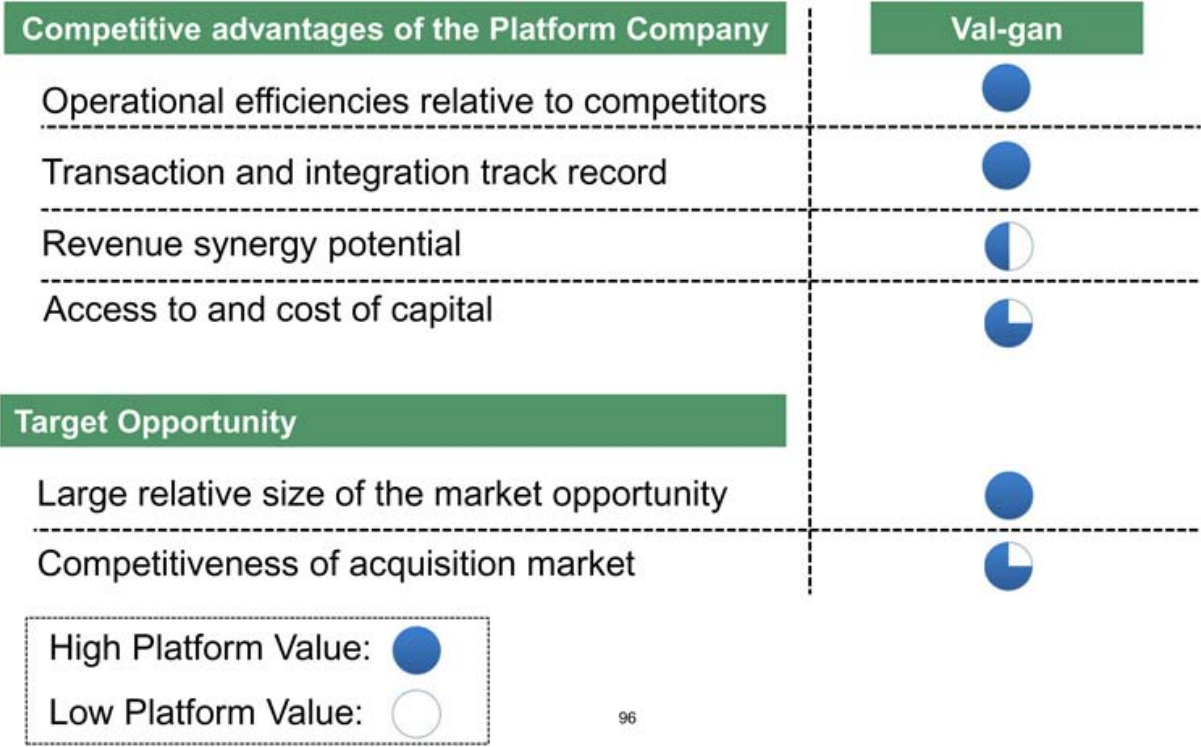 Competitive advantages of the Platform Company
Val-gan
Operational efficiencies relative to competitors
Transaction and integration track record
Revenue synergy potential
Access to and cost of capital
Target Opportunity
Large relative size of the market opportunity
Competitiveness of acquisition market
High Platform Value:
Low Platform Value:
96